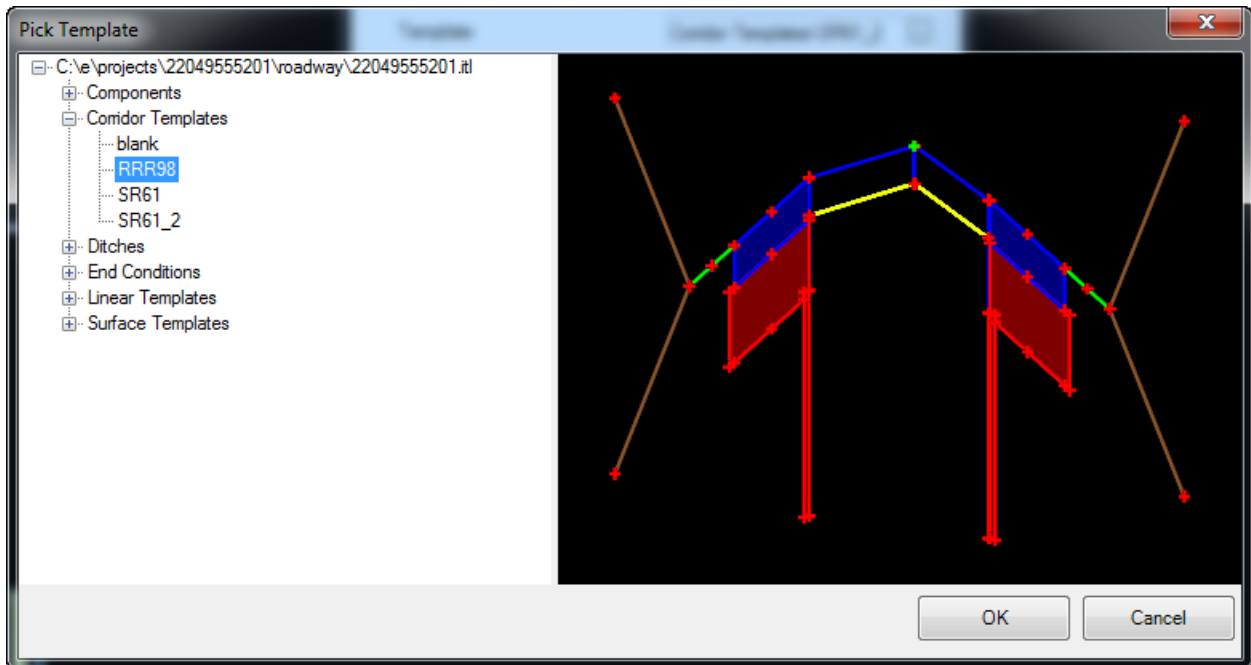 Pick Template
Template
C:\e\projects\22049555201\roadway\22049555201.itl
Components
Corridor Templates
blank
RRR98
SR61
SR61_2
Ditches
End Conditions
Linear Templates
Surface Templates
OK
Cancel